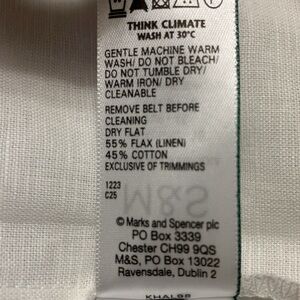 THINK CLIMATE
WASH AT 30°C
GENTLE MACHINE WARM
WASH/ DO NOT BLEACH/
DO NOT TUMBLE DRY/
WARM IRON/ DRY
CLEANABLE
REMOVE BELT BEFORE
CLEANING
DRY FLAT
55% FLAX (LINEN)
45% COTTON
EXCLUSIVE OF TRIMMINGS
1223
C25
M&S
© Marks and Spencer plc
PO Box 3339
Chester CH99 9QS
M&S, PO Box 13022
Ravensdale, Dublin 2